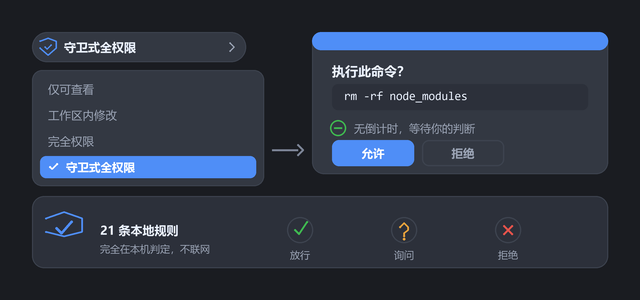 守卫式全权限
仅可查看
工作区内修改
完全权限
守卫式全权限
执行此命令?
rm -rf node_modules
无倒计时，等待你的判断
允许
拒绝
21 条本地规则
完全在本机判定，不联网
放行
询问
拒绝